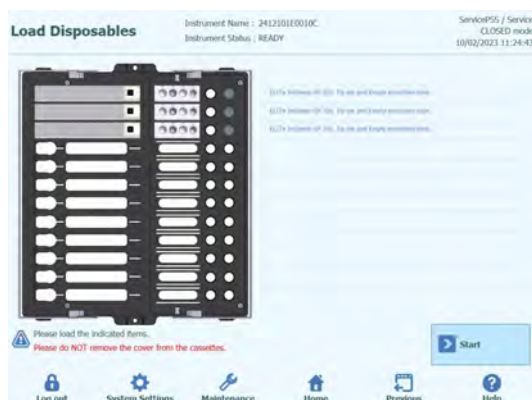 Load Disposables
Instrument Name : 2412101E0010C
Instrument Status : READY
ServicePSS / Service
CLOSED mode
10/02/2023 11:24:43
Please load the indicated items.
Please do NOT remove the cover from the cassettes.
Start
Log out
System Settings
Maintenance
Home
Previous
Help